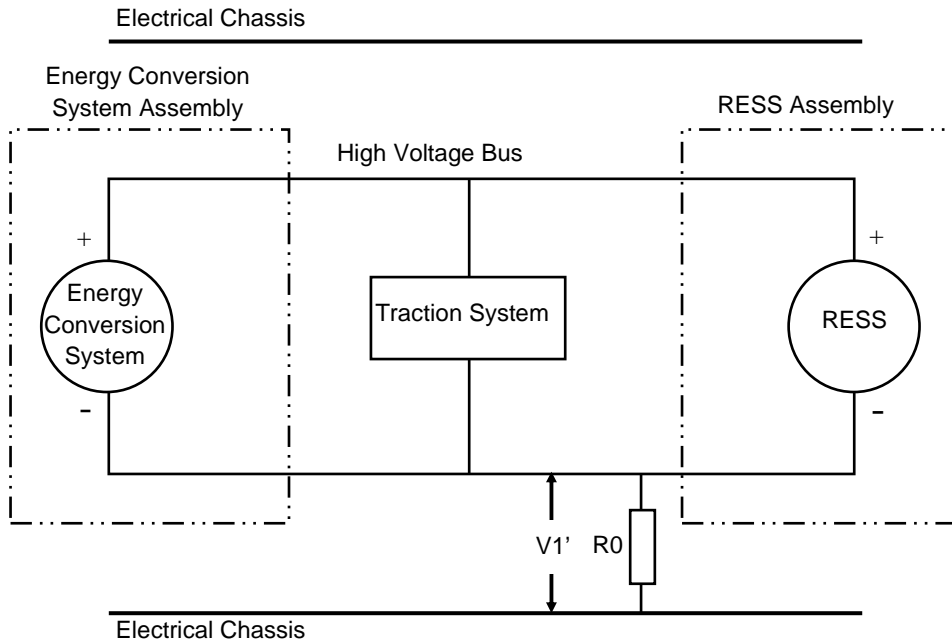 Electrical Chassis
Energy Conversion
System Assembly
RESS Assembly
High Voltage Bus
+
+
Energy
Conversion
System
Traction System
RESS
-
-
V1’
R0
Electrical Chassis